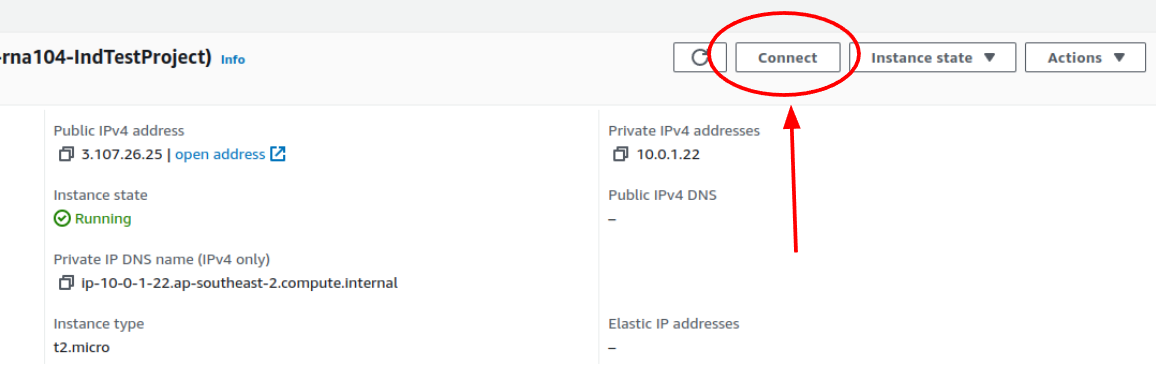 -rna104-IndTestProject) Info
Connect
Instance state
Actions
Public IPv4 address
3.107.26.25 | open address
Private IPv4 addresses
10.0.1.22
Instance state
Running
Public IPv4 DNS
–
Private IP DNS name (IPv4 only)
ip-10-0-1-22.ap-southeast-2.compute.internal
Instance type
t2.micro
Elastic IP addresses
–